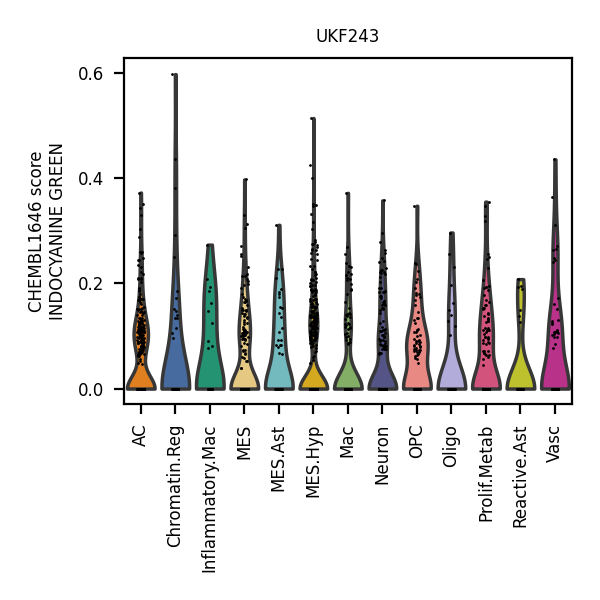 UKF243
CHEMBL1646 score
INDOCYANINE GREEN
0.6
0.4
0.2
0.0
AC
Chromatin.Reg
Inflammatory.Mac
MES
MES.Ast
MES.Hyp
Mac
Neuron
OPC
Oligo
Prolif.Metab
Reactive.Ast
Vasc